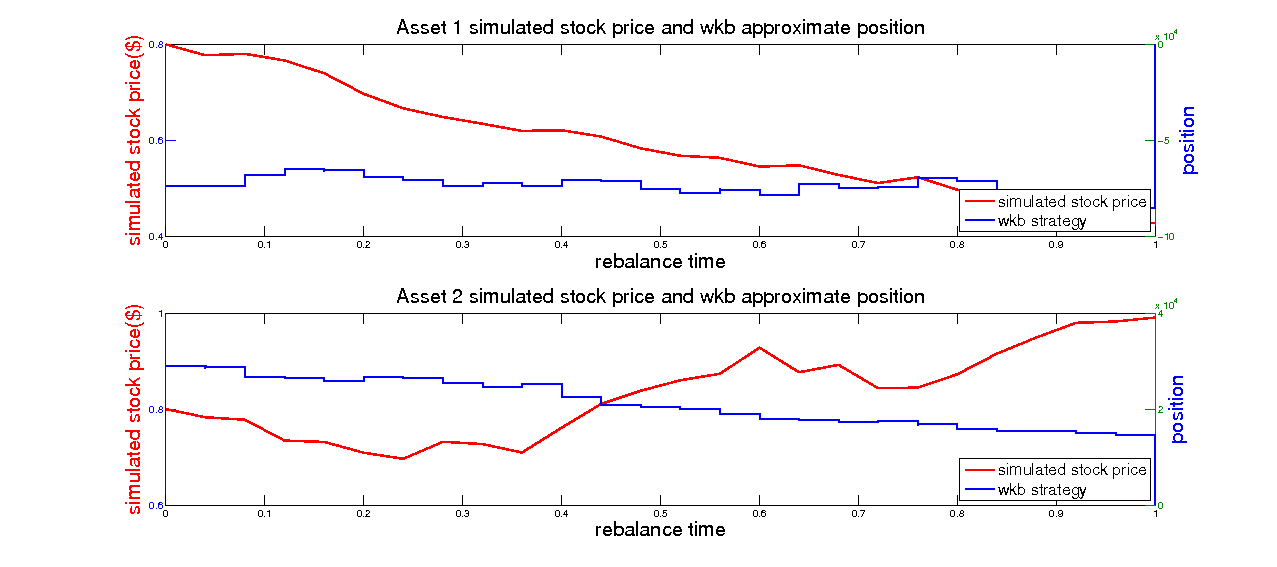 Asset 1 simulated stock price and wkb approximate position
x 10^4
simulated stock price($)
0.8
0.6
0.4
0
-5
-10
position
simulated stock price
wkb strategy
0 0.1 0.2 0.3 0.4 0.5 0.6 0.7 0.8 0.9 1
rebalance time
Asset 2 simulated stock price and wkb approximate position
x 10^4
simulated stock price($)
1
0.8
0.6
4
2
0
position
simulated stock price
wkb strategy
0 0.1 0.2 0.3 0.4 0.5 0.6 0.7 0.8 0.9 1
rebalance time